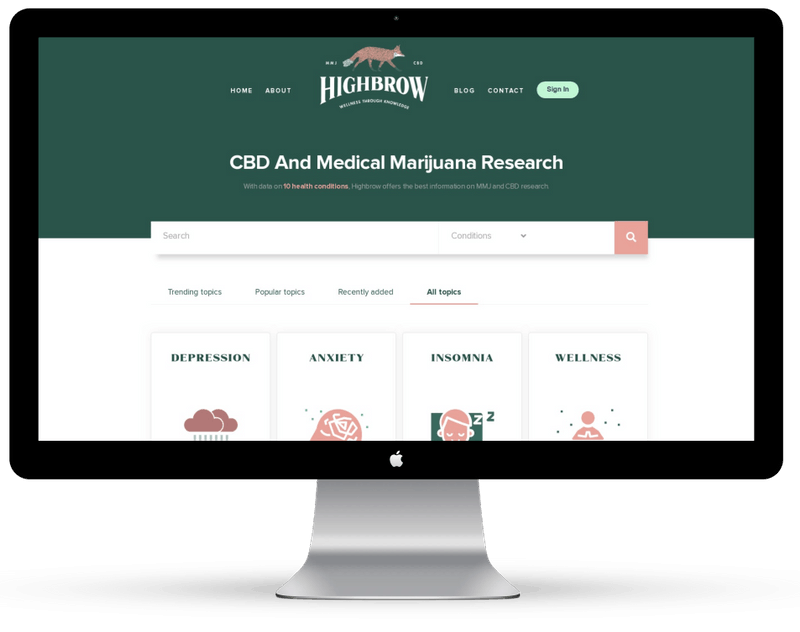 MMJ CBD
HIGHBROW
WELLNESS THROUGH KNOWLEDGE
HOME ABOUT BLOG CONTACT Sign In
CBD And Medical Marijuana Research
With data on 10 health conditions, Highbrow offers the best information on MMJ and CBD research
Search Conditions
Trending topics Popular topics Recently added All topics
DEPRESSION ANXIETY INSOMNIA WELLNESS
Z Z